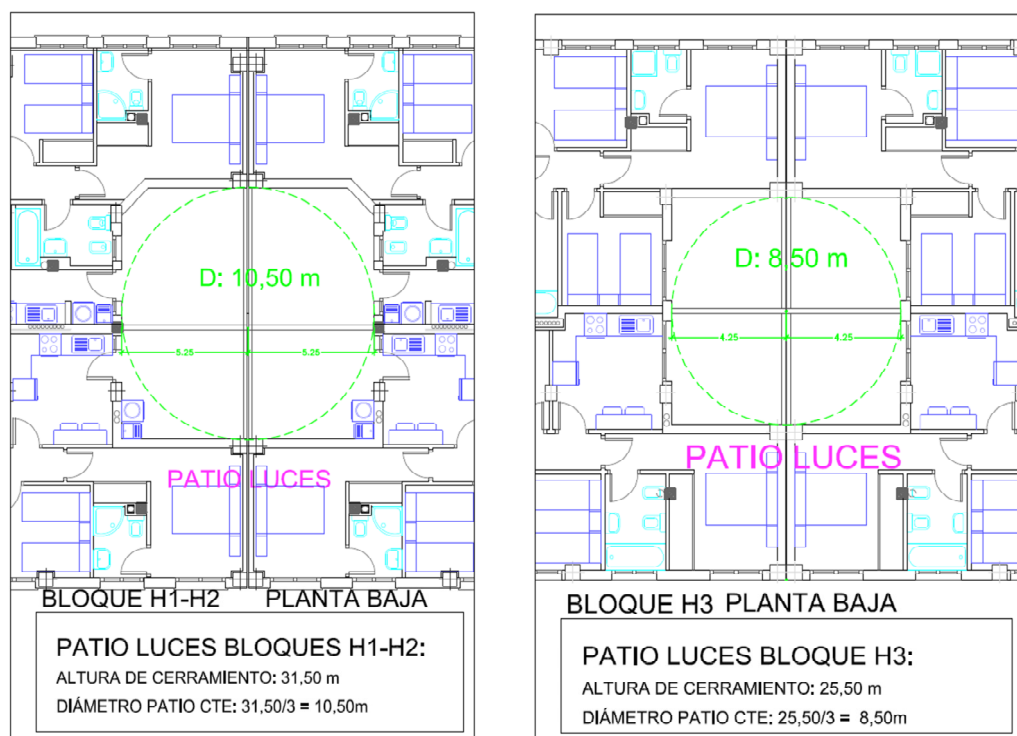 D: 10,50 m
5.25
5.25
PATIO LUCES
BLOQUE H1-H2 PLANTA BAJA
PATIO LUCES BLOQUES H1-H2:
ALTURA DE CERRAMIENTO: 31,50 m
DIÁMETRO PATIO CTE: 31,50/3 = 10,50m
D: 8,50 m
4.25
4.25
PATIO LUCES
BLOQUE H3 PLANTA BAJA
PATIO LUCES BLOQUE H3:
ALTURA DE CERRAMIENTO: 25,50 m
DIÁMETRO PATIO CTE: 25,50/3 = 8,50m